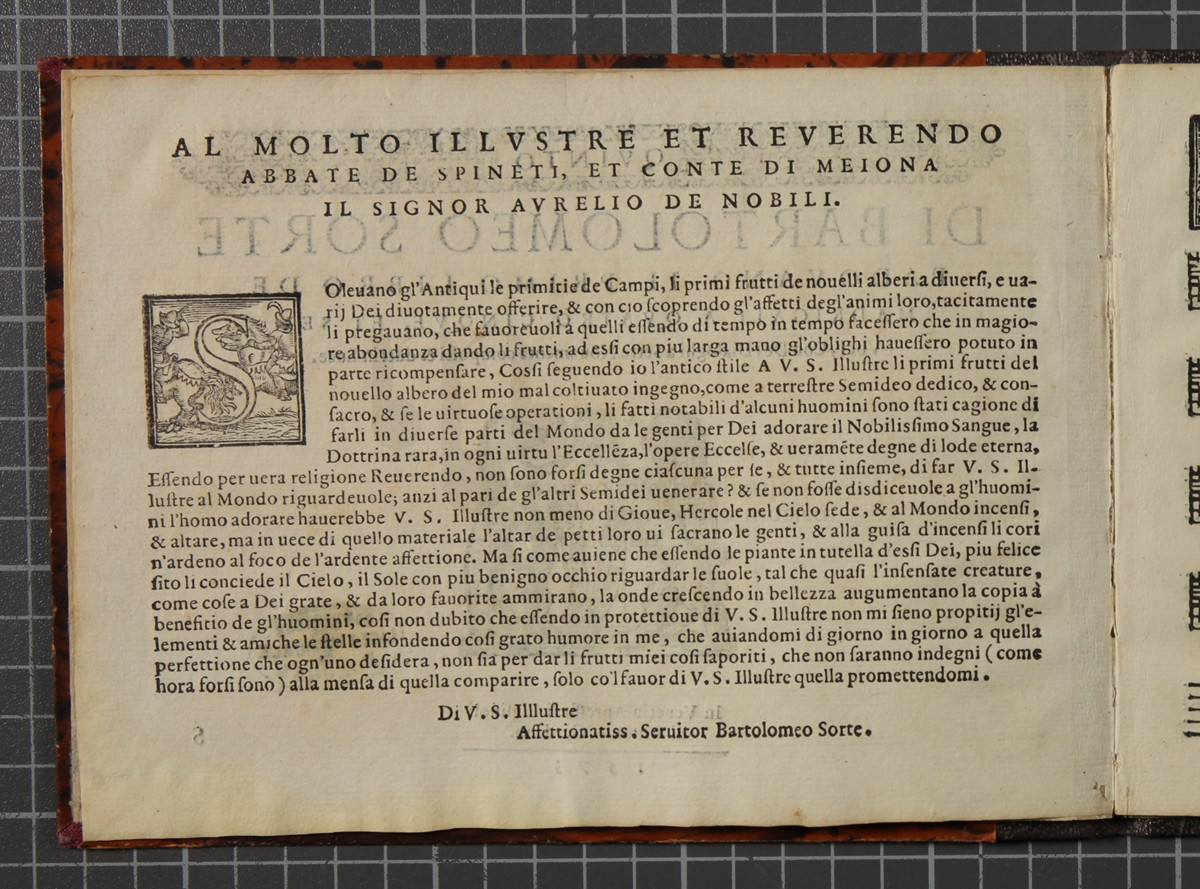 AL MOLTO ILLVSTRE ET REVERENDO
ABBATE DE SPINETI, ET CONTE DI MEIONA
IL SIGNOR AVRELIO DE NOBILI.
SOleuano gl'Antiqui le primitie de Campi, li primi frutti de nouelli alberi a diuersi, e ua-
rij Dei diuotamente offerire, & con cio ſcoprendo gl'affetti degl'animi loro, tacitamente
li pregauano, che fauoreuoli à quelli eſſendo di tempo in tempo faceſſero che in magio-
re abondanza dando li frutti, ad eſsi con piu larga mano gl'oblighi haueſſero potuto in
parte ricompenſare, Coſsi ſeguendo io l'antico ſtile A V. S. Illuſtre li primi frutti del
nouello albero del mio mal coltiuato ingegno, come a terreſtre Semideo dedico, & con-
ſacro, & ſe le uirtuoſe operationi, li fatti notabili d'alcuni huomini ſono ſtati cagione di
farli in diuerſe parti del Mondo da le genti per Dei adorare il Nobiliſsimo Sangue, la
Dottrina rara, in ogni uirtu l'Eccellēza, l'opere Eccelſe, & ueramēte degne di lode eterna,
Eſſendo per uera religione Reuerendo, non ſono forſi degne ciaſcuna per ſe, & tutte inſieme, di far V. S. Il-
luſtre al Mondo riguardeuole; anzi al pari de gl'altri Semidei uenerare? & ſe non foſſe disdiceuole a gl'huomi-
ni l'homo adorare hauerebbe V. S. Illuſtre non meno di Gioue, Hercole nel Cielo ſede, & al Mondo incenſi,
& altare, ma in uece di quello materiale l'altar de petti loro ui ſacrano le genti, & alla guiſa d'incenſi li cori
n'ardeno al foco de l'ardente affettione. Ma ſi come auiene che eſſendo le piante in tutella d'eſsi Dei, piu felice
ſito li conciede il Cielo, il Sole con piu benigno occhio riguardar le ſuole, tal che quaſi l'inſenſate creature,
come coſe a Dei grate, & da loro fauorite ammirano, la onde creſcendo in bellezza augumentano la copia à
beneficio de gl'huomini, coſi non dubito che eſſendo in protettione di V. S. Illuſtre non mi ſieno propitij gl'e-
lementi & amiche le ſtelle infondendo coſi grato humore in me, che auiandomi di giorno in giorno a quella
perfettione che ogn'uno deſidera, non ſia per dar li frutti miei coſi ſaporiti, che non ſaranno indegni (come
hora forſi ſono) alla menſa di quella comparire, ſolo co'l fauor di V. S. Illuſtre quella promettendomi.
Di V. S. Illluſtre
Affettionatiss. Seruitor Bartolomeo Sorte.